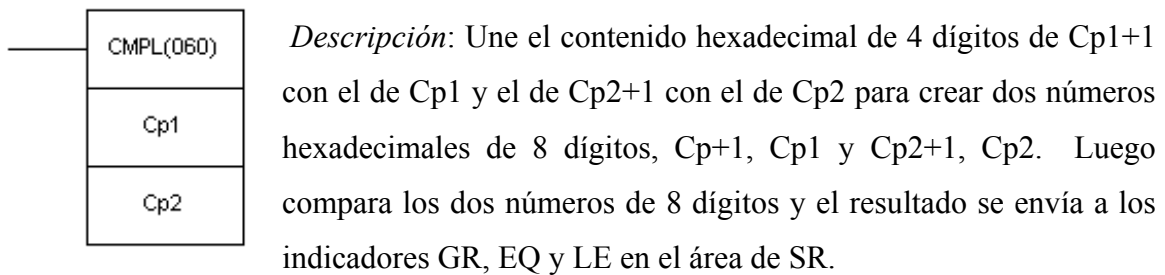 CMPL(060)
Cp1
Cp2
Descripción: Une el contenido hexadecimal de 4 dígitos de Cp1+1
con el de Cp1 y el de Cp2+1 con el de Cp2 para crear dos números
hexadecimales de 8 dígitos, Cp+1, Cp1 y Cp2+1, Cp2. Luego
compara los dos números de 8 dígitos y el resultado se envía a los
indicadores GR, EQ y LE en el área de SR.